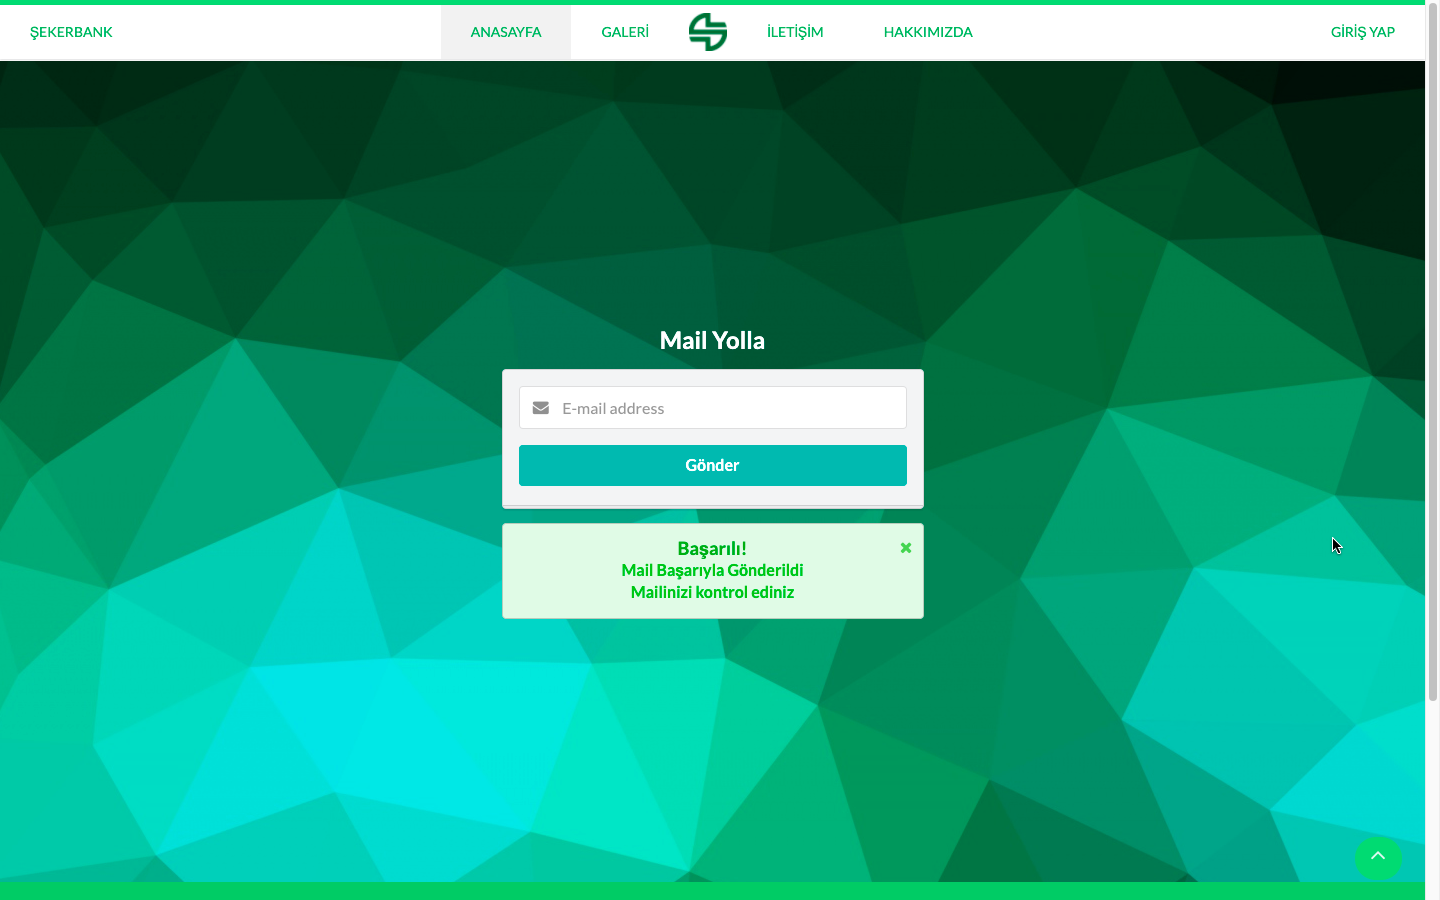 ŞEKERBANK
ANASAYFA
GALERİ
İLETİŞİM
HAKKIMIZDA
GİRİŞ YAP
Mail Yolla
E-mail address
Gönder
Başarılı!
Mail Başarıyla Gönderildi
Mailinizi kontrol ediniz